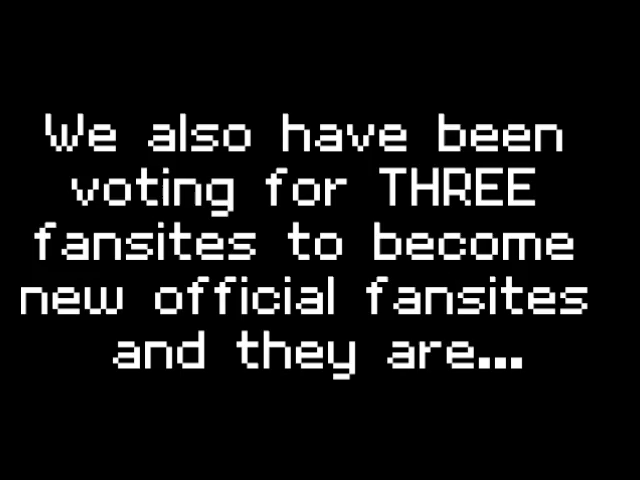 We also have been
voting for THREE
fansites to become
new official fansites
and they are...